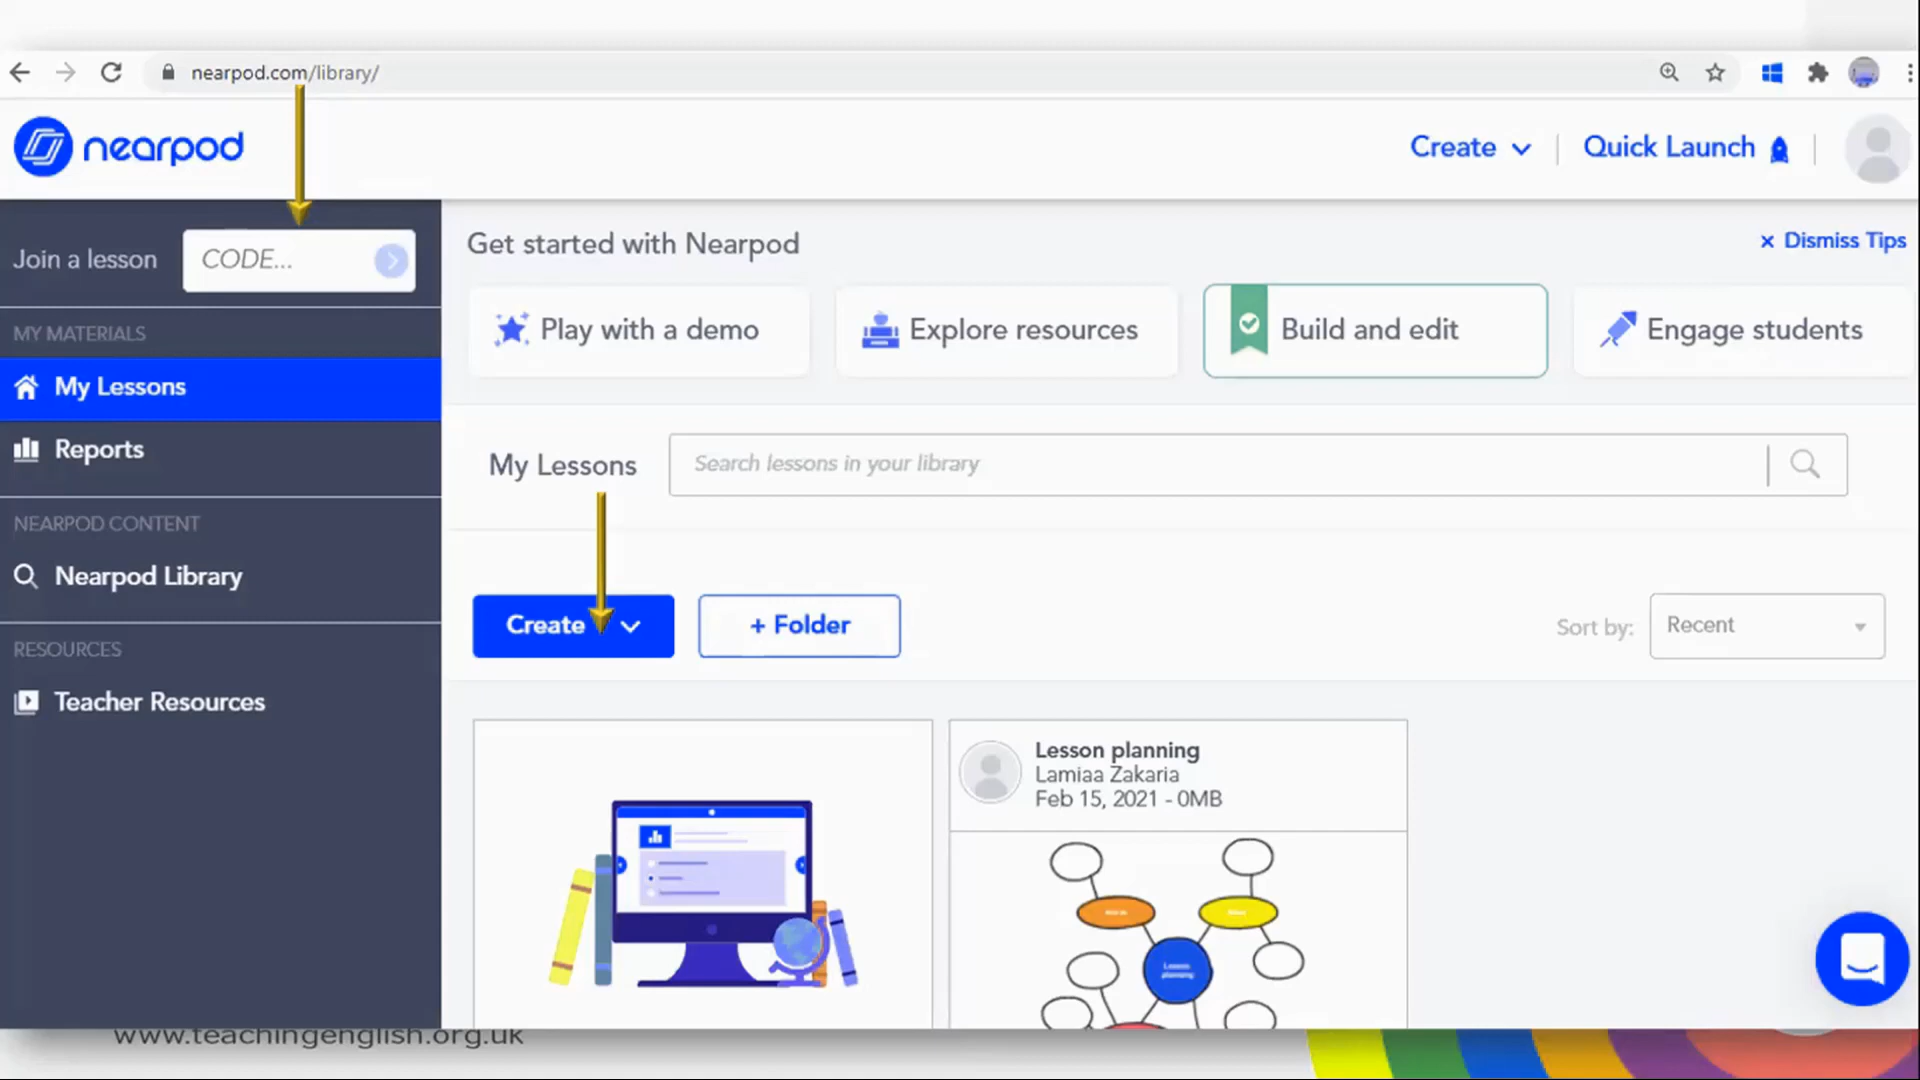 nearpod.com/library/
nearpod
Create
Quick Launch
Join a lesson
CODE...
Get started with Nearpod
× Dismiss Tips
Play with a demo
Explore resources
Build and edit
Engage students
MY MATERIALS
My Lessons
Reports
My Lessons
Search lessons in your library
NEARPOD CONTENT
Nearpod Library
Create
+ Folder
Sort by:
Recent
RESOURCES
Teacher Resources
Lesson planning
Lamiaa Zakaria
Feb 15, 2021 - 0MB
Lesson
planning
www.teachingenglish.org.uk